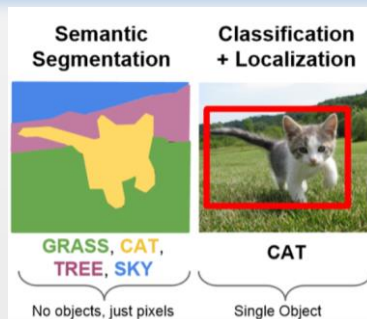 Semantic
Segmentation
Classification
+ Localization
GRASS, CAT,
TREE, SKY
CAT
No objects, just pixels
Single Object